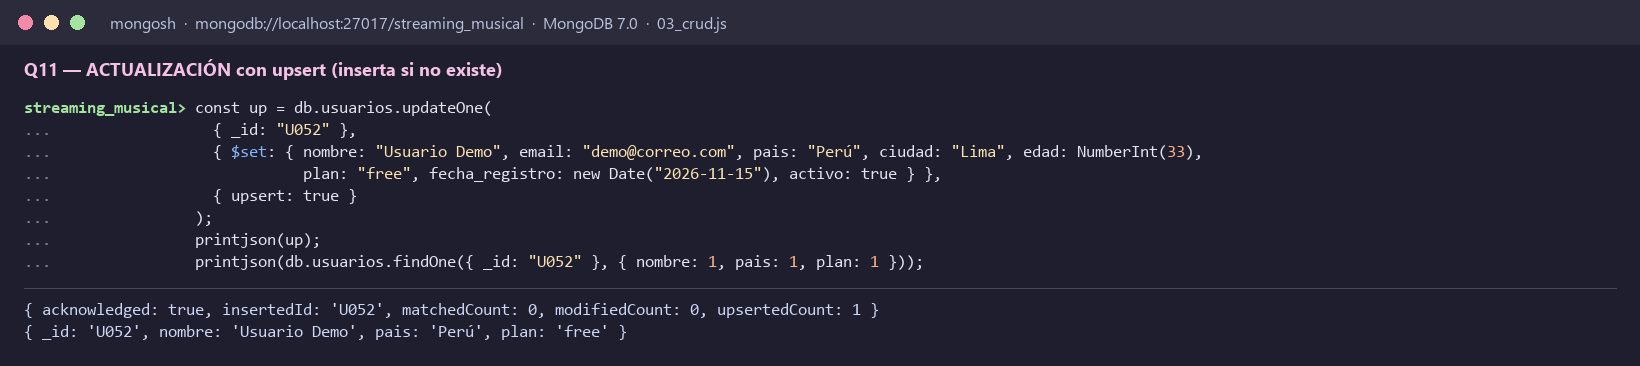 mongosh · mongodb://localhost:27017/streaming_musical · MongoDB 7.0 · 03_crud.js
Q11 — ACTUALIZACIÓN con upsert (inserta si no existe)
streaming_musical> const up = db.usuarios.updateOne(
...                  { _id: "U052" },
...                  { $set: { nombre: "Usuario Demo", email: "demo@correo.com", pais: "Perú", ciudad: "Lima", edad: NumberInt(33),
...                            plan: "free", fecha_registro: new Date("2026-11-15"), activo: true } },
...                  { upsert: true }
...                );
...                printjson(up);
...                printjson(db.usuarios.findOne({ _id: "U052" }, { nombre: 1, pais: 1, plan: 1 }));
{ acknowledged: true, insertedId: 'U052', matchedCount: 0, modifiedCount: 0, upsertedCount: 1 }
{ _id: 'U052', nombre: 'Usuario Demo', pais: 'Perú', plan: 'free' }